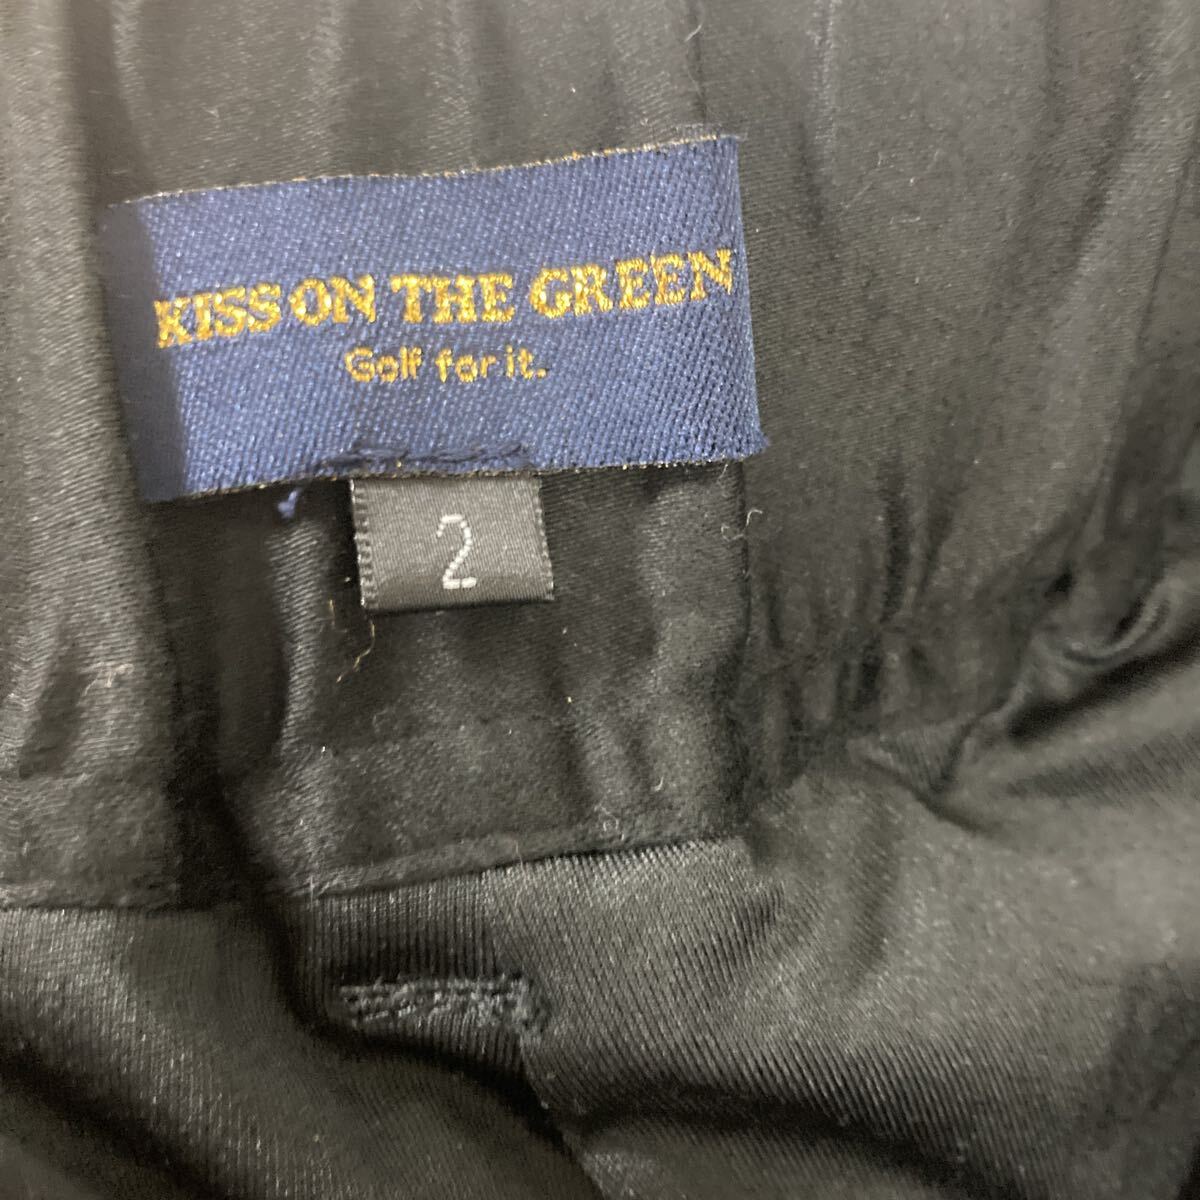 KISS ON THE GREEN
Golf for it.
2